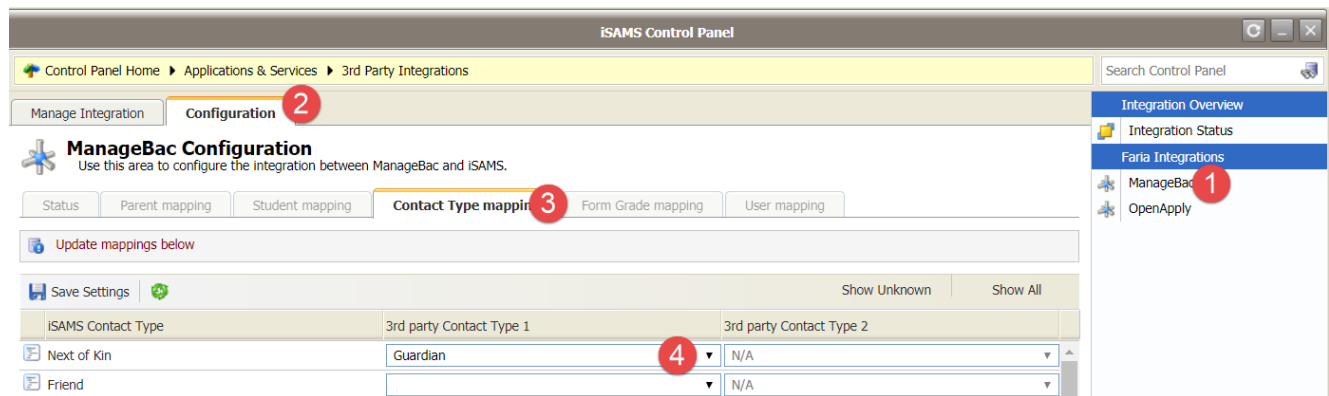 iSAMS Control Panel
Control Panel Home ▶ Applications & Services ▶ 3rd Party Integrations
Search Control Panel
Manage Integration Configuration 2
ManageBac Configuration
Use this area to configure the integration between ManageBac and iSAMS.
Status Parent mapping Student mapping Contact Type mappin 3 Form Grade mapping User mapping
Update mappings below
Save Settings Show Unknown Show All
iSAMS Contact Type 3rd party Contact Type 1 3rd party Contact Type 2
Next of Kin Guardian 4 N/A
Friend N/A
Integration Overview
Integration Status
Faria Integrations
ManageBac 1
OpenApply